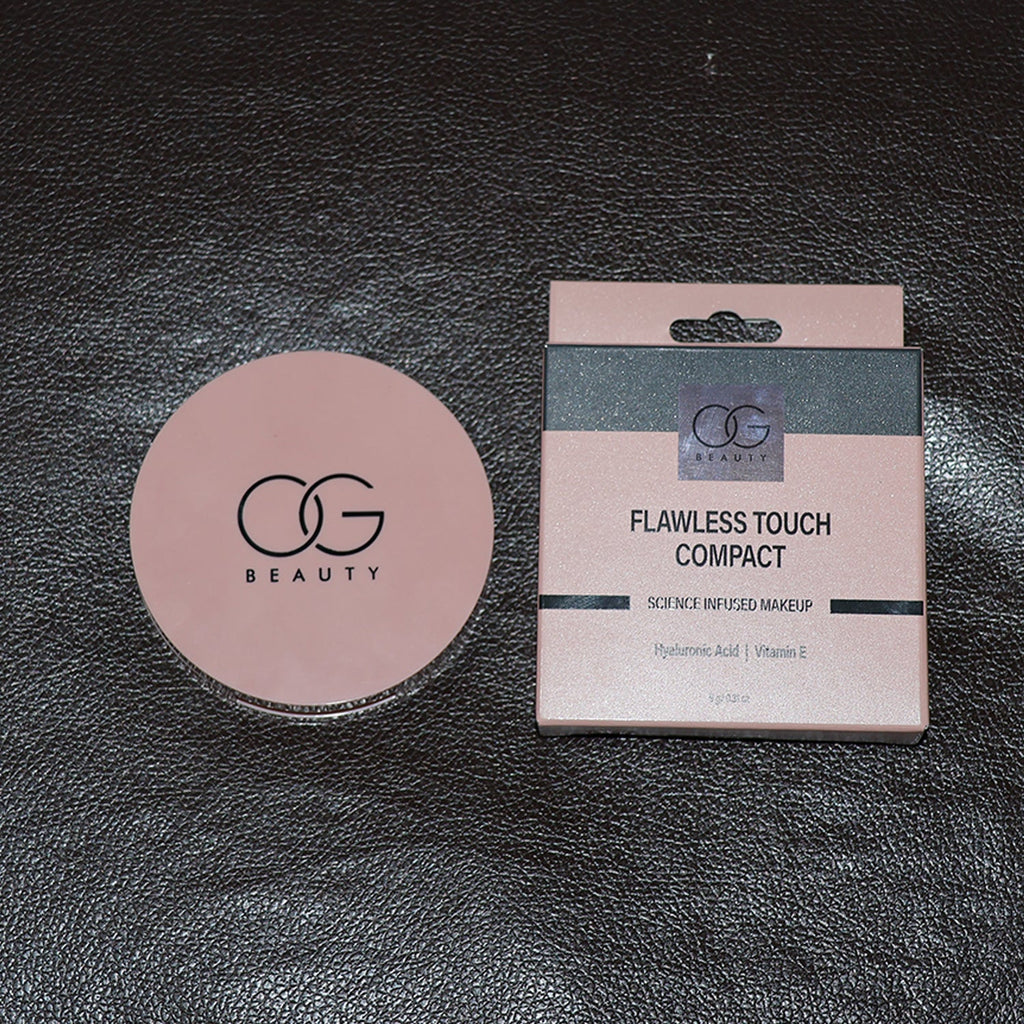 OG
BEAUTY
OG
BEAUTY
FLAWLESS TOUCH
COMPACT
SCIENCE INFUSED MAKEUP
Hyaluronic Acid | Vitamin E